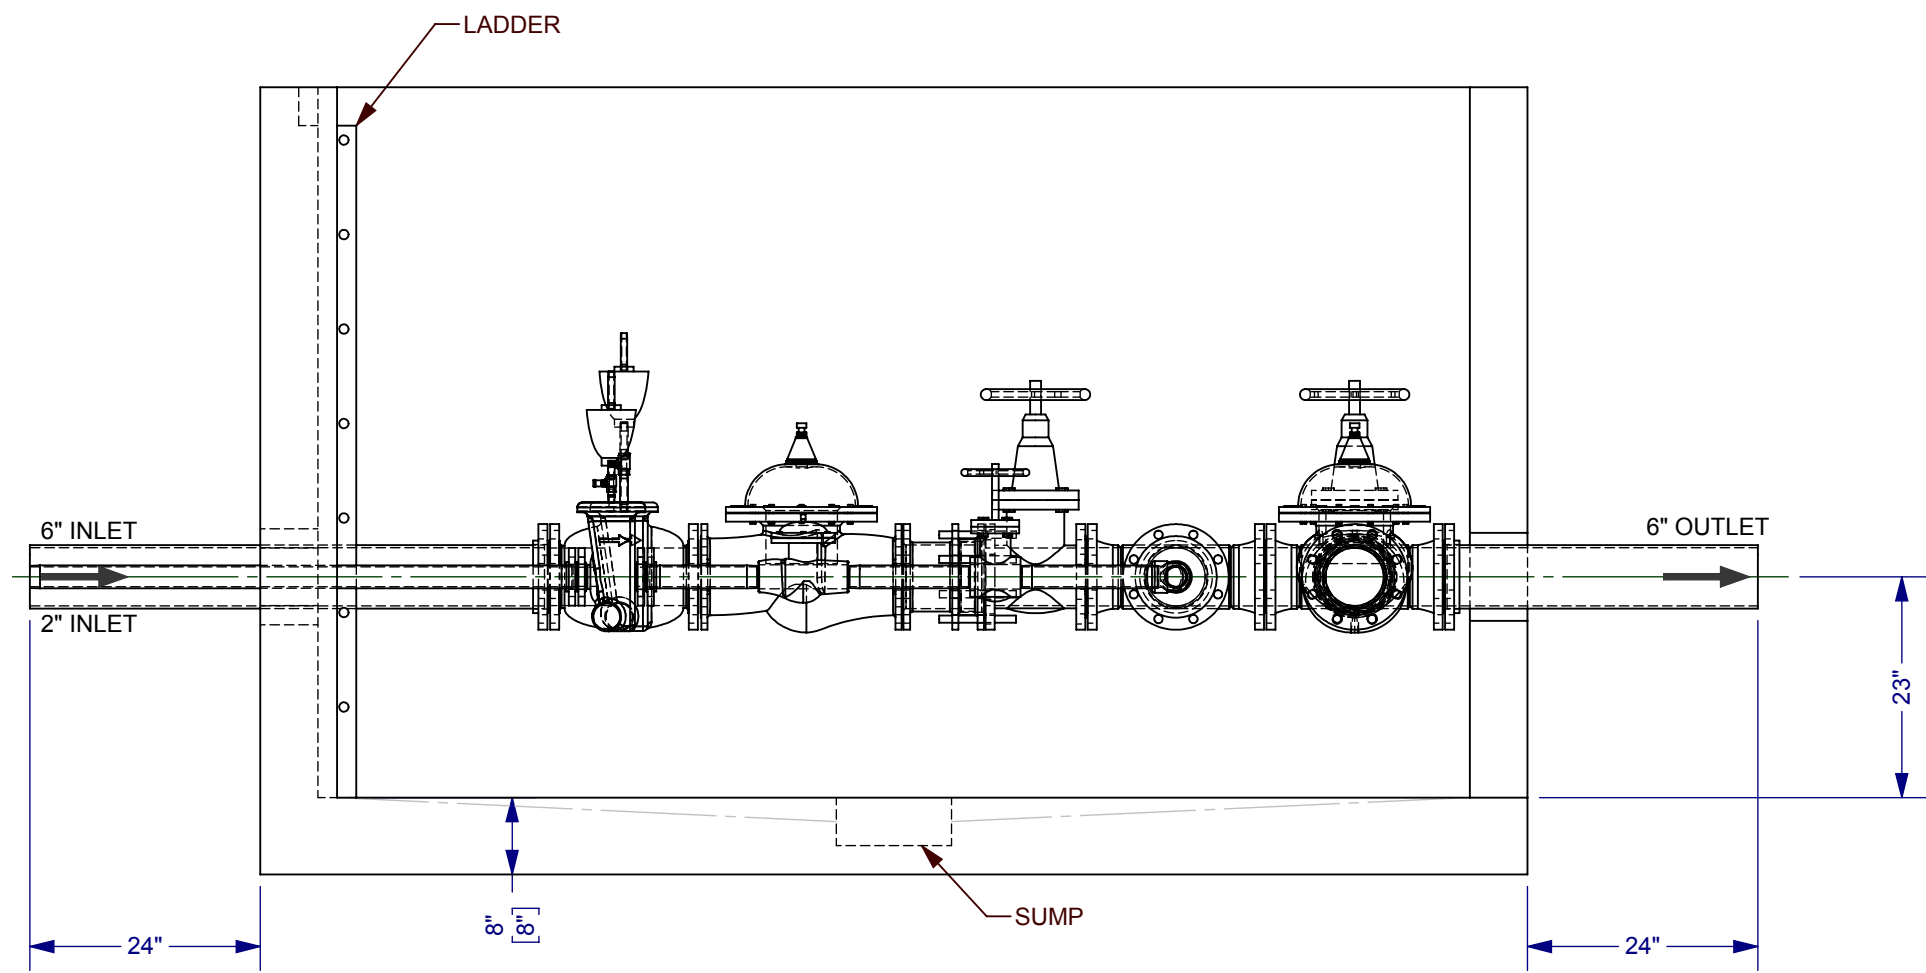 LADDER
6" INLET
6" OUTLET
2" INLET
23"
8"
[8"]
SUMP
24"
24"